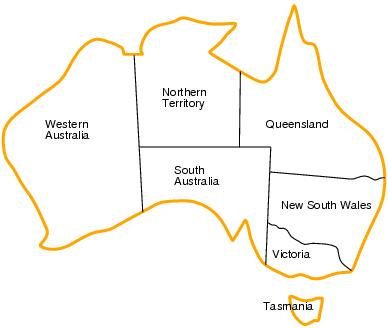 Northern
Territory
Western
Australia
Queensland
South
Australia
New South Wales
Victoria
Tasmania